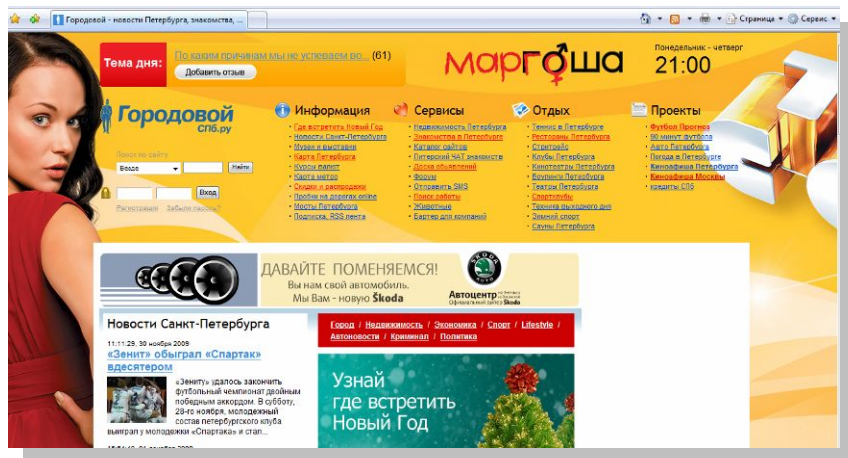 Городовой - новости Петербурга, знакомства, ...
Страница
Сервис
Тема дня:
По каким причинам мы не успеваем во... (61)
Добавить отзыв
Маргоша
Понедельник - четверг
21:00
Городовой
СПб.ру
Поиск по сайту
Везде
Найти
Вход
Регистрация Забыли пароль?
Информация
Где встретить Новый Год
Новости Санкт-Петербурга
Музеи и выставки
Карта Петербурга
Курсы валют
Карта метро
Скидки и распродажи
Пробки на дорогах online
Мосты Петербурга
Подписка, RSS лента
Сервисы
Недвижимость Петербурга
Знакомства в Петербурге
Каталог сайтов
Питерский ЧАТ знакомств
Доска объявлений
Форум
Отправить SMS
Поиск работы
Животные
Бартер для компаний
Отдых
Теннис в Петербурге
Рестораны Петербурга
Стритрейс
Клубы Петербурга
Кинотеатры Петербурга
Боулинги Петербурга
Театры Петербурга
Спортклубы
Техника выходного дня
Зимний спорт
Сауны Петербурга
Проекты
Футбол Прогноз
90 минут футбола
Авто Петербурга
Погода в Петербурге
Киноафиша Петербурга
Киноафиша Москвы
кредиты СПб
ДАВАЙТЕ ПОМЕНЯЕМСЯ!
Вы нам свой автомобиль.
Мы Вам - новую Škoda
Автоцентр
Официальный дилер Škoda
Новости Санкт-Петербурга
11:11:29, 30 ноября 2009
«Зенит» обыграл «Спартак»
вдесятером
«Зениту» удалось закончить
футбольный чемпионат двойным
победным аккордом. В субботу,
28-го ноября, молодежный
состав петербургского клуба
выиграл у молодежки «Спартака» и стал...
Город / Недвижимость / Экономика / Спорт / Lifestyle /
Автоновости / Криминал / Политика
Узнай
где встретить
Новый Год